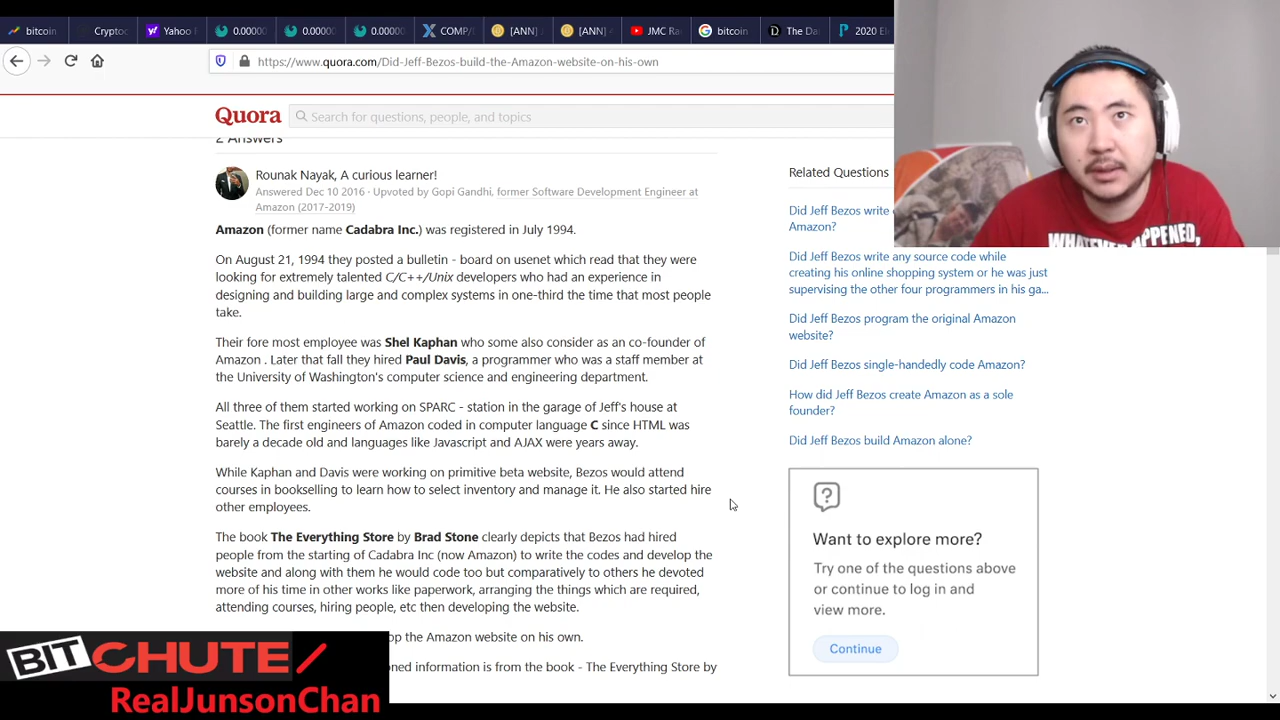 bitcoin
Cryptoc
Yahoo
0.00000
0.00000
0.00000
COMP/
[ANN]
[ANN]
JMC Ra
bitcoin
The Da
2020 El
https://www.quora.com/Did-Jeff-Bezos-build-the-Amazon-website-on-his-own
Quora
Search for questions, people, and topics
2 Answers
Rounak Nayak, A curious learner!
Answered Dec 10 2016 · Upvoted by Gopi Gandhi, former Software Development Engineer at
Amazon (2017-2019)
Amazon (former name Cadabra Inc.) was registered in July 1994.
On August 21, 1994 they posted a bulletin - board on usenet which read that they were
looking for extremely talented C/C++/Unix developers who had an experience in
designing and building large and complex systems in one-third the time that most people
take.
Their fore most employee was Shel Kaphan who some also consider as an co-founder of
Amazon . Later that fall they hired Paul Davis, a programmer who was a staff member at
the University of Washington's computer science and engineering department.
All three of them started working on SPARC - station in the garage of Jeff's house at
Seattle. The first engineers of Amazon coded in computer language C since HTML was
barely a decade old and languages like Javascript and AJAX were years away.
While Kaphan and Davis were working on primitive beta website, Bezos would attend
courses in bookselling to learn how to select inventory and manage it. He also started hire
other employees.
The book The Everything Store by Brad Stone clearly depicts that Bezos had hired
people from the starting of Cadabra Inc (now Amazon) to write the codes and develop the
website and along with them he would code too but comparatively to others he devoted
more of his time in other works like paperwork, arranging the things which are required,
attending courses, hiring people, etc then developing the website.
op the Amazon website on his own.
oned information is from the book - The Everything Store by
Related Questions
Did Jeff Bezos write
Amazon?
Did Jeff Bezos write any source code while
creating his online shopping system or he was just
supervising the other four programmers in his ga...
Did Jeff Bezos program the original Amazon
website?
Did Jeff Bezos single-handedly code Amazon?
How did Jeff Bezos create Amazon as a sole
founder?
Did Jeff Bezos build Amazon alone?
Want to explore more?
Try one of the questions above
or continue to log in and
view more.
Continue
WHATEVER HAPPENED,
BITCHUTE
RealJunsonChan